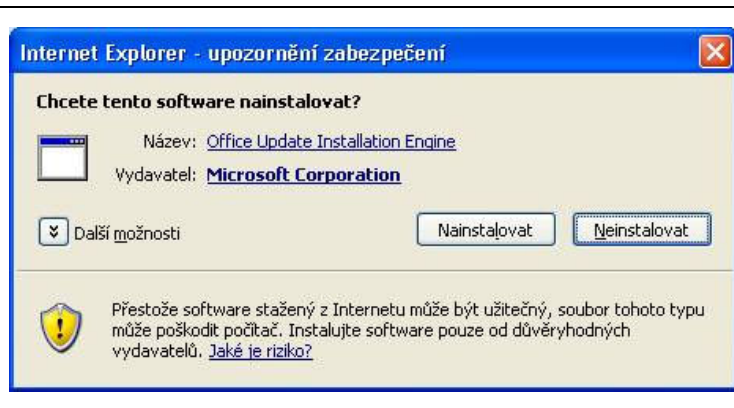 Internet Explorer - upozornění zabezpečení
Chcete tento software nainstalovat?
Název: Office Update Installation Engine
Vydavatel: Microsoft Corporation
Další možnosti
Nainstalovat Neinstalovat
Přestože software stažený z Internetu může být užitečný, soubor tohoto typu
může poškodit počítač. Instalujte software pouze od důvěryhodných
vydavatelů. Jaké je riziko?